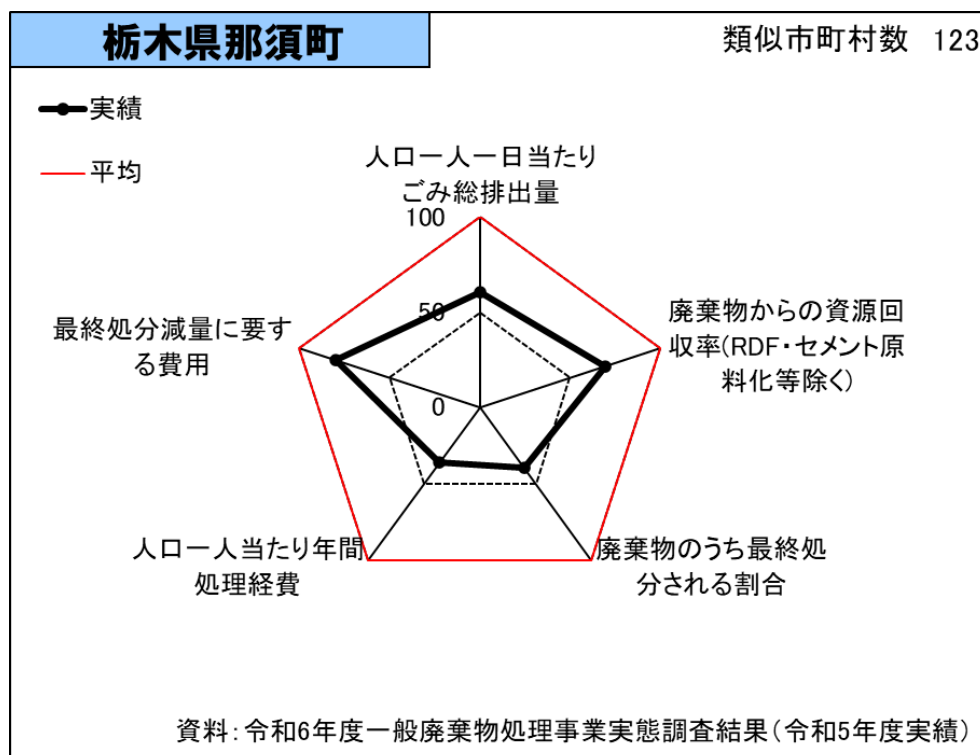 栃木県那須町
類似市町村数 123
実績
平均
人口一人一日当たり
ごみ総排出量
100
50
0
廃棄物からの資源回
収率(RDF・セメント原
料化等除く)
最終処分減量に要す
る費用
人口一人当たり年間
処理経費
廃棄物のうち最終処
分される割合
資料:令和6年度一般廃棄物処理事業実態調査結果(令和5年度実績)